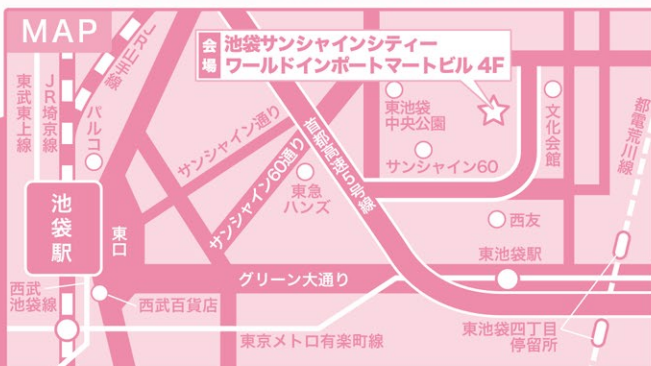 MAP
会場
池袋サンシャインシティー
ワールドインポートマートビル 4F
JR山手線
東武東上線
JR埼京線
パルコ
サンシャイン通り
サンシャイン60通り
首都高速5号線
東池袋
中央公園
サンシャイン60
文化会館
都電荒川線
東急
ハンズ
池袋駅
東口
西友
東池袋駅
グリーン大通り
西武
池袋線
西武百貨店
東京メトロ有楽町線
東池袋四丁目
停留所